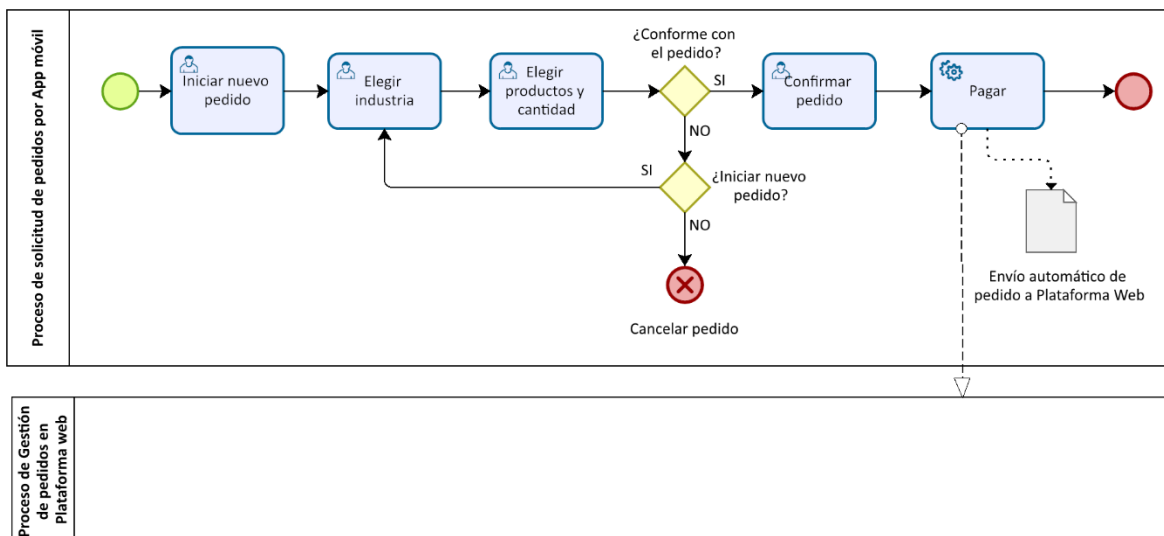 Proceso de solicitud de pedidos por App móvil
Iniciar nuevo
pedido
Elegir
industria
Elegir
productos y
cantidad
¿Conforme con
el pedido?
SI
Confirmar
pedido
Pagar
NO
SI
¿Iniciar nuevo
pedido?
NO
Cancelar pedido
Envío automático de
pedido a Plataforma Web
Proceso de Gestión
de pedidos en
Plataforma web